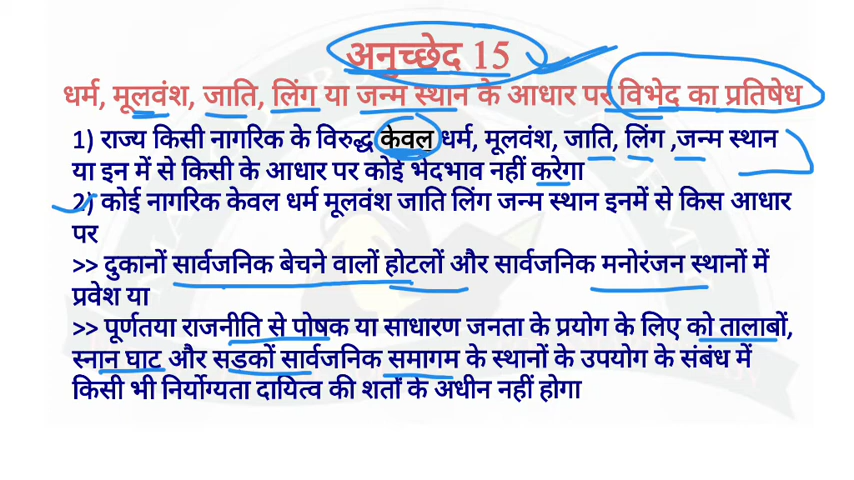 अनुच्छेद 15
धर्म, मूलवंश, जाति, लिंग या जन्म स्थान के आधार पर विभेद का प्रतिषेध
1) राज्य किसी नागरिक के विरुद्ध केवल धर्म, मूलवंश, जाति, लिंग ,जन्म स्थान
या इन में से किसी के आधार पर कोई भेदभाव नहीं करेगा
2) कोई नागरिक केवल धर्म मूलवंश जाति लिंग जन्म स्थान इनमें से किस आधार
पर
>> दुकानों सार्वजनिक बेचने वालों होटलों और सार्वजनिक मनोरंजन स्थानों में
प्रवेश या
>> पूर्णतया राजनीति से पोषक या साधारण जनता के प्रयोग के लिए को तालाबों,
स्नान घाट और सडकों सार्वजनिक समागम के स्थानों के उपयोग के संबंध में
किसी भी निर्योग्यता दायित्व की शर्तों के अधीन नहीं होगा